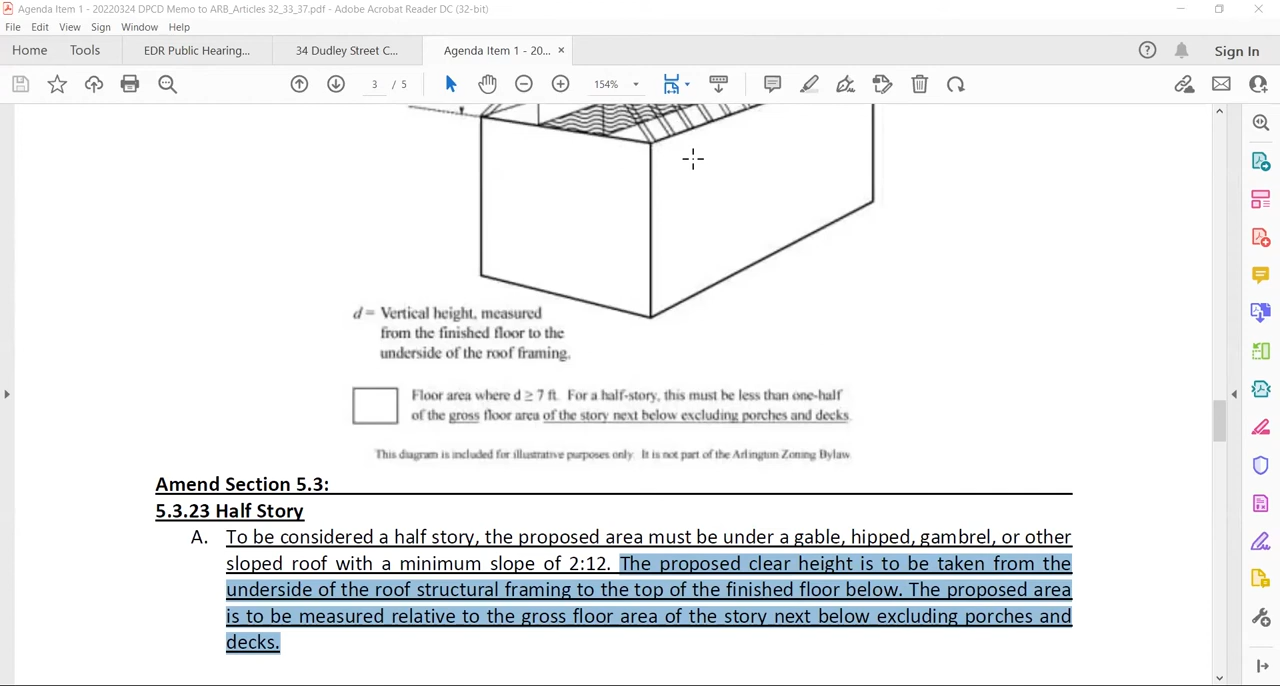 Agenda Item 1 - 20220324 DPCD Memo to ARB_Articles 32_33_37.pdf - Adobe Acrobat Reader DC (32-bit)
File Edit View Sign Window Help
Home Tools EDR Public Hearing... 34 Dudley Street C... Agenda Item 1 - 20... × Sign In
3 / 5 154%
d = Vertical height, measured
from the finished floor to the
underside of the roof framing.
Floor area where d ≥ 7 ft. For a half-story, this must be less than one-half
of the gross floor area of the story next below excluding porches and decks.
This diagram is included for illustrative purposes only. It is not part of the Arlington Zoning Bylaw
Amend Section 5.3:
5.3.23 Half Story
A. To be considered a half story, the proposed area must be under a gable, hipped, gambrel, or other
sloped roof with a minimum slope of 2:12. The proposed clear height is to be taken from the
underside of the roof structural framing to the top of the finished floor below. The proposed area
is to be measured relative to the gross floor area of the story next below excluding porches and
decks.